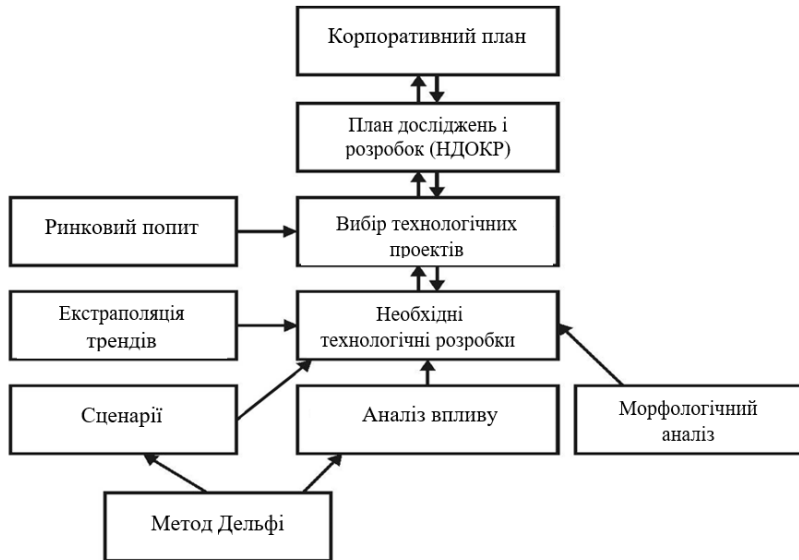 Корпоративний план
План досліджень і
розробок (НДОКР)
Ринковий попит
Вибір технологічних
проектів
Екстраполяція
трендів
Необхідні
технологічні розробки
Сценарії
Аналіз впливу
Морфологічний
аналіз
Метод Дельфі